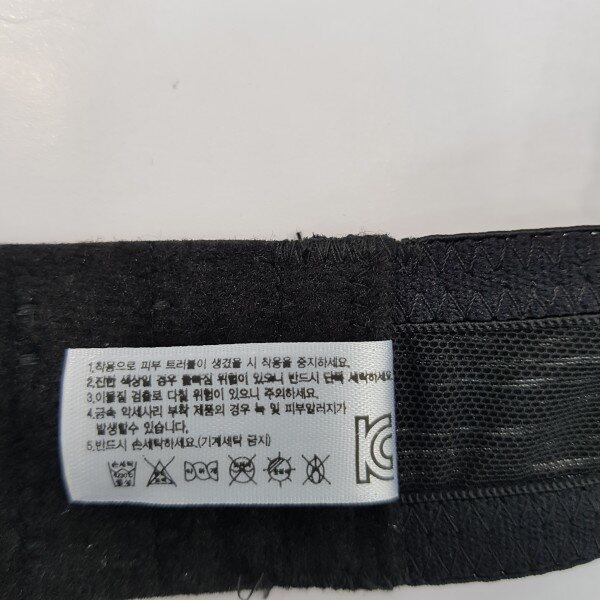 1.착용으로 피부 트러블이 생겼을 시 착용을 중지하세요.
2.진한 색상일 경우 물빠짐 위험이 있으니 반드시 단독 세탁하세요
3.이물질 검출로 다칠 위험이 있으니 주의하세요.
4.금속 악세사리 부착 제품의 경우 녹 및 피부알러지가
발생할수 있습니다.
5.반드시 손세탁하세요.(기계세탁 금지)
손세탁
KC